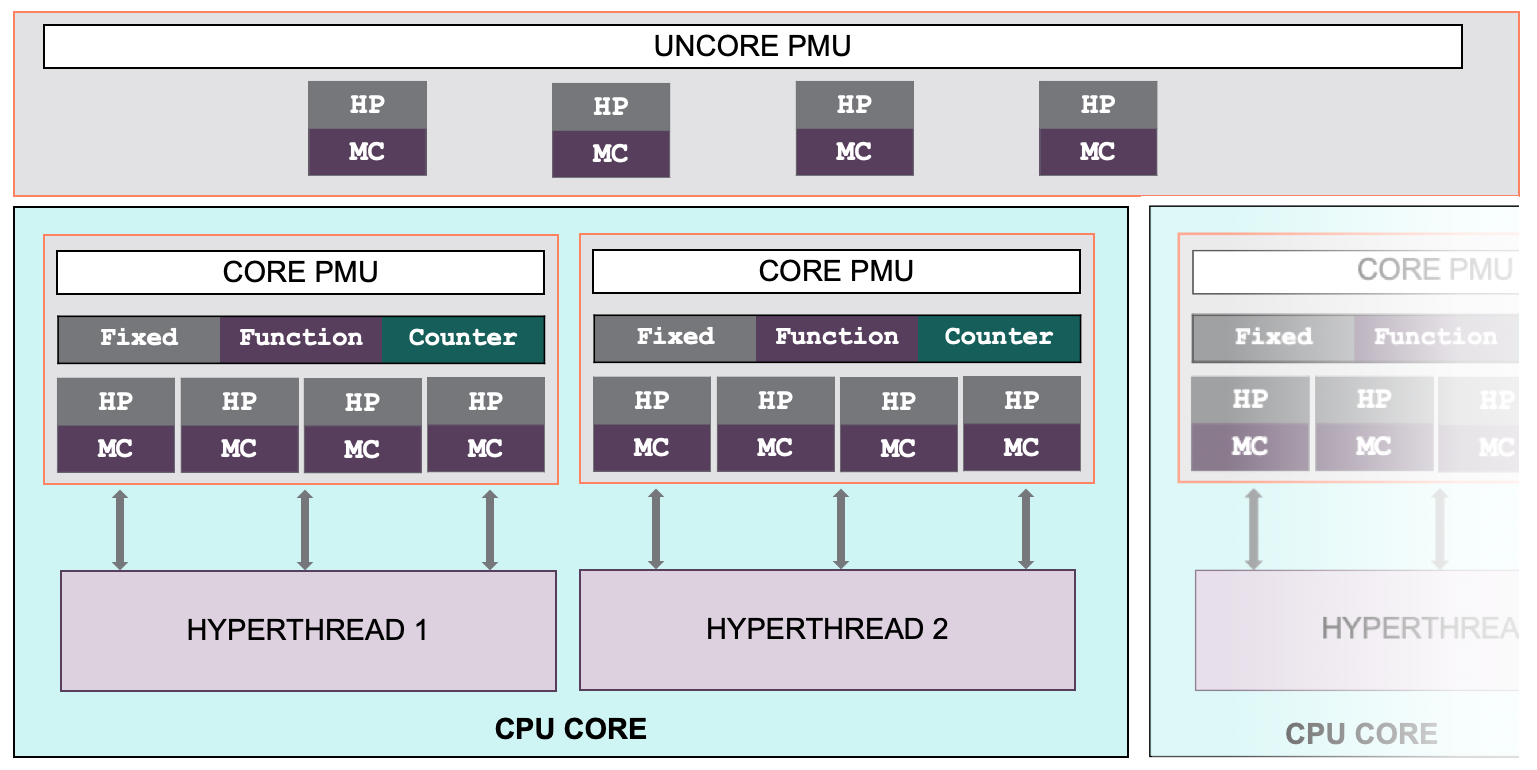 UNCORE PMU
HP HP HP HP
MC MC MC MC
CORE PMU
Fixed Function Counter
HP HP HP HP
MC MC MC MC
HYPERTHREAD 1
CORE PMU
Fixed Function Counter
HP HP HP HP
MC MC MC MC
HYPERTHREAD 2
CPU CORE
CORE PMU
Fixed Function
HP HP HP
MC MC MC
HYPERTHREA
CPU CORE